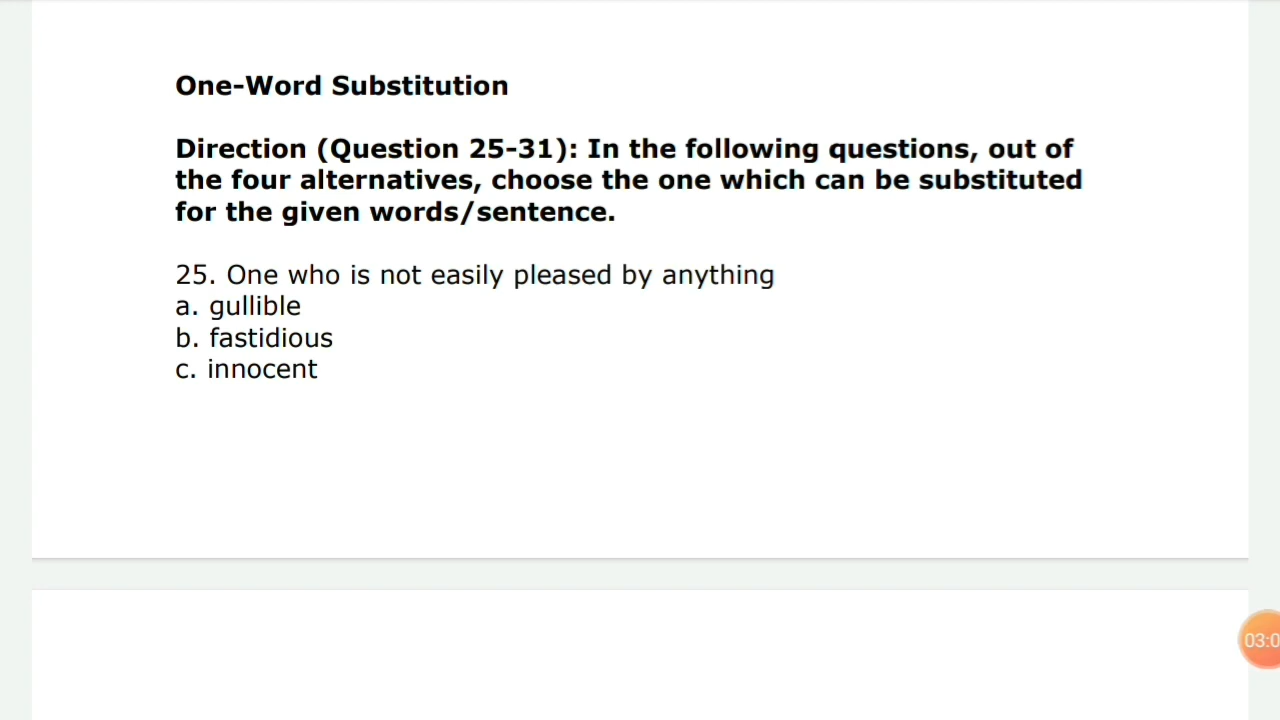 One-Word Substitution
Direction (Question 25-31): In the following questions, out of
the four alternatives, choose the one which can be substituted
for the given words/sentence.
25. One who is not easily pleased by anything
a. gullible
b. fastidious
c. innocent
03:0